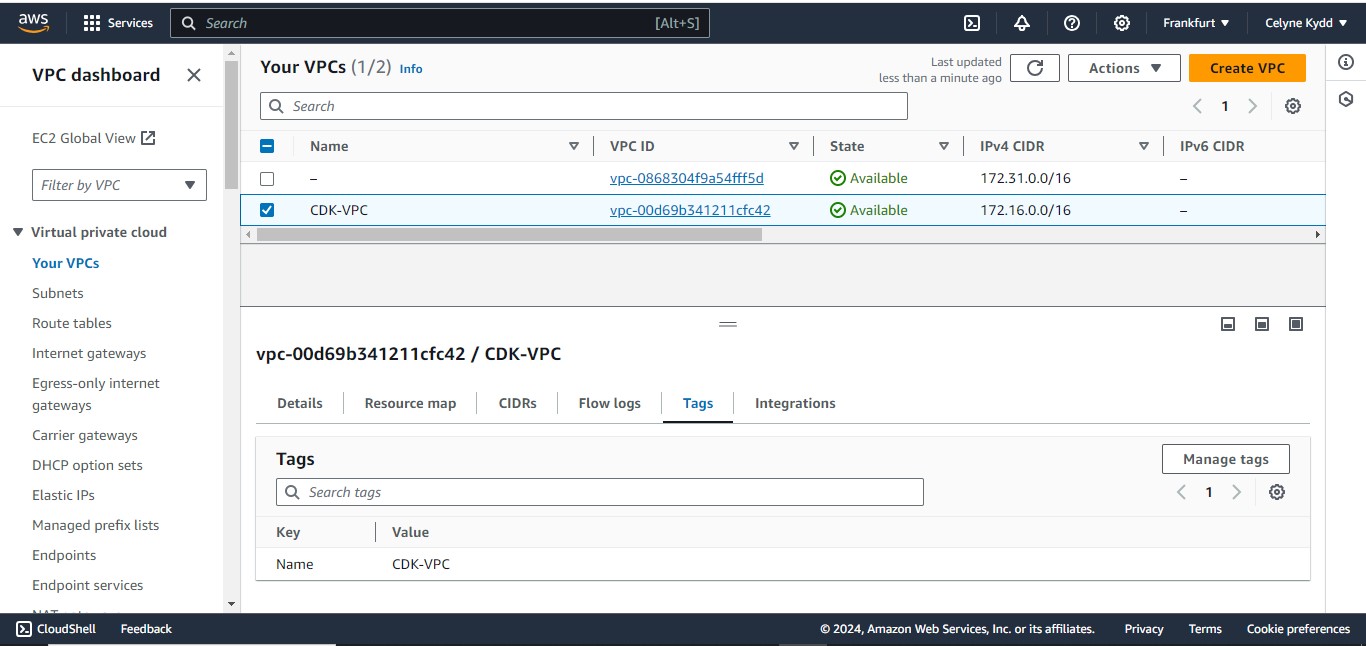 aws Services Search [Alt+S] Frankfurt Celyne Kydd
VPC dashboard
EC2 Global View
Filter by VPC
Virtual private cloud
Your VPCs
Subnets
Route tables
Internet gateways
Egress-only internet
gateways
Carrier gateways
DHCP option sets
Elastic IPs
Managed prefix lists
Endpoints
Endpoint services
Your VPCs (1/2) Info
Last updated
less than a minute ago
Actions
Create VPC
Search
1
Name VPC ID State IPv4 CIDR IPv6 CIDR
– vpc-0868304f9a54fff5d Available 172.31.0.0/16 –
CDK-VPC vpc-00d69b341211cfc42 Available 172.16.0.0/16 –
vpc-00d69b341211cfc42 / CDK-VPC
Details Resource map CIDRs Flow logs Tags Integrations
Tags
Manage tags
Search tags
1
Key Value
Name CDK-VPC
CloudShell Feedback © 2024, Amazon Web Services, Inc. or its affiliates. Privacy Terms Cookie preferences